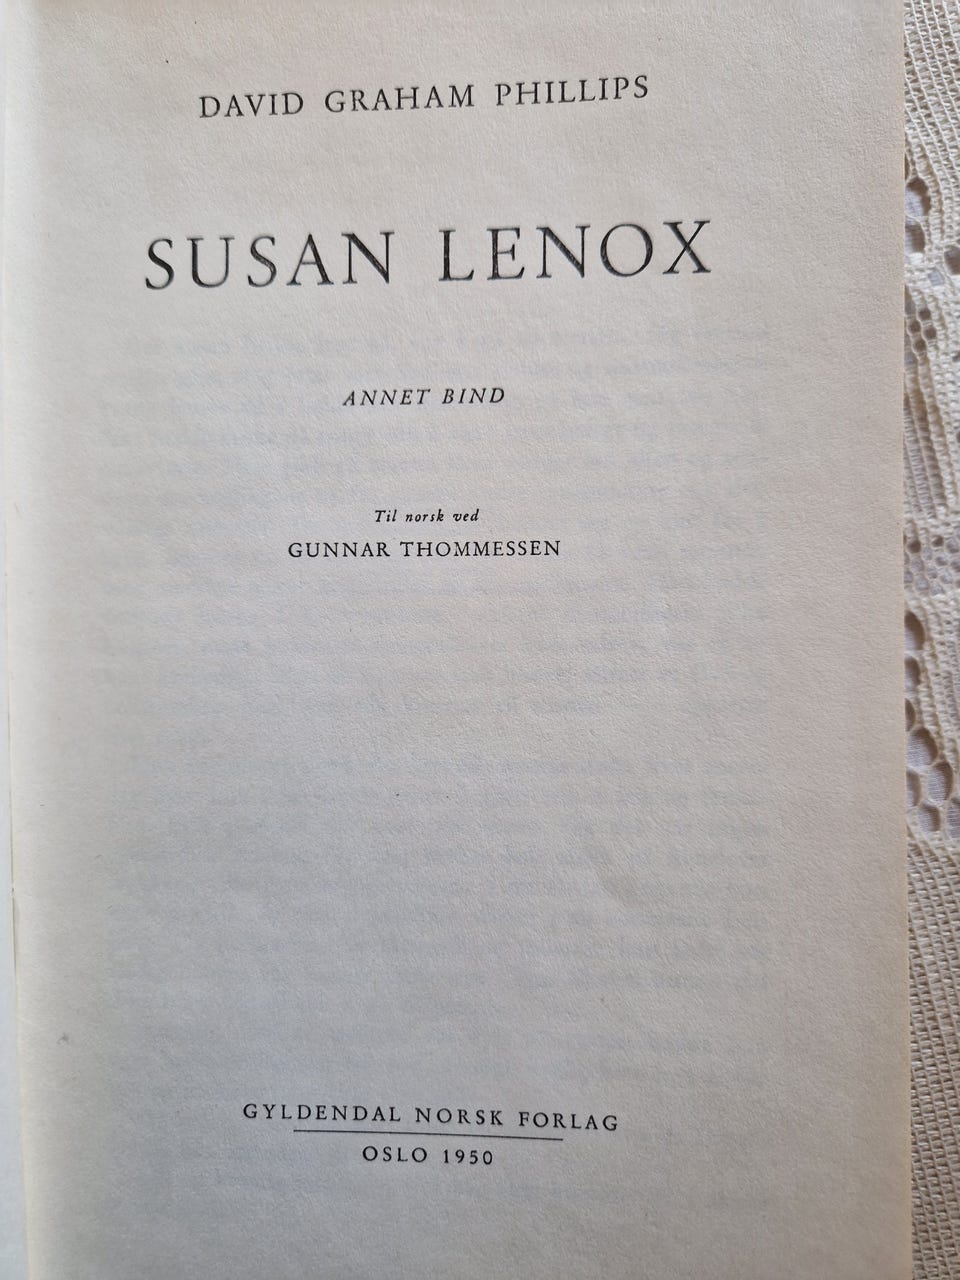 DAVID GRAHAM PHILLIPS
SUSAN LENOX
ANNET BIND
Til norsk ved
GUNNAR THOMMESSEN
GYLDENDAL NORSK FORLAG
OSLO 1950